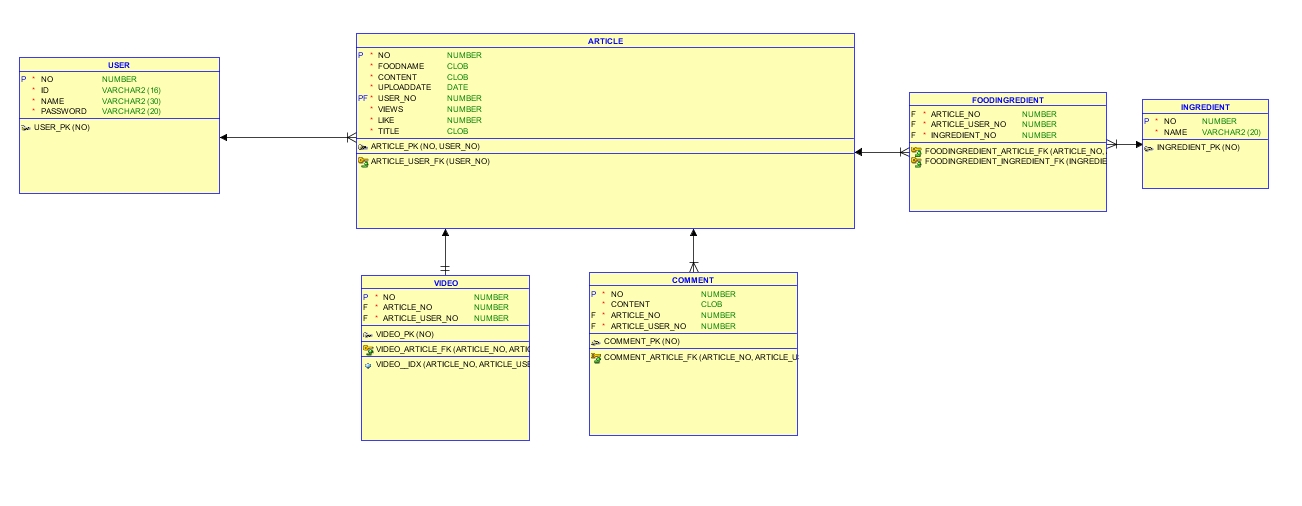 USER
P * NO NUMBER
* ID VARCHAR2 (16)
* NAME VARCHAR2 (30)
* PASSWORD VARCHAR2 (20)
USER_PK (NO)
ARTICLE
P * NO NUMBER
* FOODNAME CLOB
* CONTENT CLOB
* UPLOADDATE DATE
PF * USER_NO NUMBER
* VIEWS NUMBER
* LIKE NUMBER
* TITLE CLOB
ARTICLE_PK (NO, USER_NO)
ARTICLE_USER_FK (USER_NO)
FOODINGREDIENT
F * ARTICLE_NO NUMBER
F * ARTICLE_USER_NO NUMBER
F * INGREDIENT_NO NUMBER
FOODINGREDIENT_ARTICLE_FK (ARTICLE_NO,
FOODINGREDIENT_INGREDIENT_FK (INGREDIE
INGREDIENT
P * NO NUMBER
* NAME VARCHAR2 (20)
INGREDIENT_PK (NO)
VIDEO
P * NO NUMBER
F * ARTICLE_NO NUMBER
F * ARTICLE_USER_NO NUMBER
VIDEO_PK (NO)
VIDEO_ARTICLE_FK (ARTICLE_NO, ARTIC
VIDEO__IDX (ARTICLE_NO, ARTICLE_USE
COMMENT
P * NO NUMBER
* CONTENT CLOB
F * ARTICLE_NO NUMBER
F * ARTICLE_USER_NO NUMBER
COMMENT_PK (NO)
COMMENT_ARTICLE_FK (ARTICLE_NO, ARTICLE_U